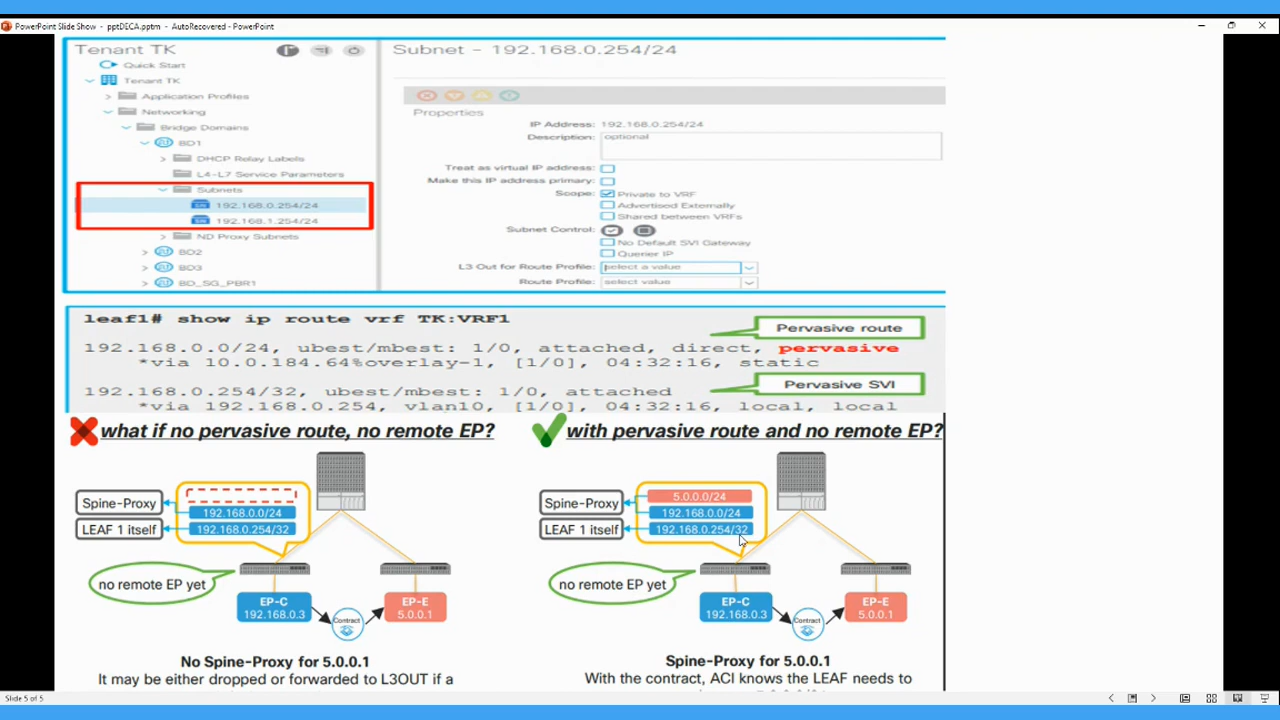 PowerPoint Slide Show - pptDECA.pptm - AutoRecovered - PowerPoint
Tenant TK
Quick Start
Tenant TK
Application Profiles
Networking
Bridge Domains
BD1
DHCP Relay Labels
L4-L7 Service Parameters
Subnets
192.168.0.254/24
192.168.1.254/24
ND Proxy Subnets
BD2
BD3
BD_SG_PBR1
Subnet - 192.168.0.254/24
Properties
IP Address: 192.168.0.254/24
Description: optional
Treat as virtual IP address:
Make this IP address primary:
Scope: Private to VRF
Advertised Externally
Shared between VRFs
Subnet Control:
No Default SVI Gateway
Querier IP
L3 Out for Route Profile: select a value
Route Profile: select value
leaf1# show ip route vrf TK:VRF1
Pervasive route
192.168.0.0/24, ubest/mbest: 1/0, attached, direct, pervasive
*via 10.0.184.64%overlay-1, [1/0], 04:32:16, static
Pervasive SVI
192.168.0.254/32, ubest/mbest: 1/0, attached
*via 192.168.0.254, vlan10, [1/0], 04:32:16, local, local
what if no pervasive route, no remote EP?
Spine-Proxy
192.168.0.0/24
LEAF 1 itself
192.168.0.254/32
no remote EP yet
EP-C
192.168.0.3
Contract
EP-E
5.0.0.1
No Spine-Proxy for 5.0.0.1
It may be either dropped or forwarded to L3OUT if a
with pervasive route and no remote EP?
Spine-Proxy
5.0.0.0/24
192.168.0.0/24
LEAF 1 itself
192.168.0.254/32
no remote EP yet
EP-C
192.168.0.3
Contract
EP-E
5.0.0.1
Spine-Proxy for 5.0.0.1
With the contract, ACI knows the LEAF needs to
Slide 5 of 5